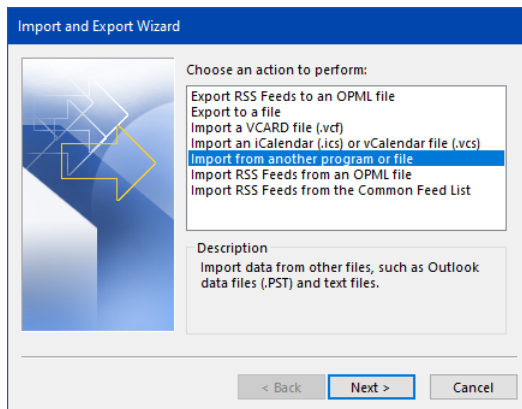 Import and Export Wizard
Choose an action to perform:
Export RSS Feeds to an OPML file
Export to a file
Import a VCARD file (.vcf)
Import an iCalendar (.ics) or vCalendar file (.vcs)
Import from another program or file
Import RSS Feeds from an OPML file
Import RSS Feeds from the Common Feed List
Description
Import data from other files, such as Outlook
data files (.PST) and text files.
< Back Next > Cancel